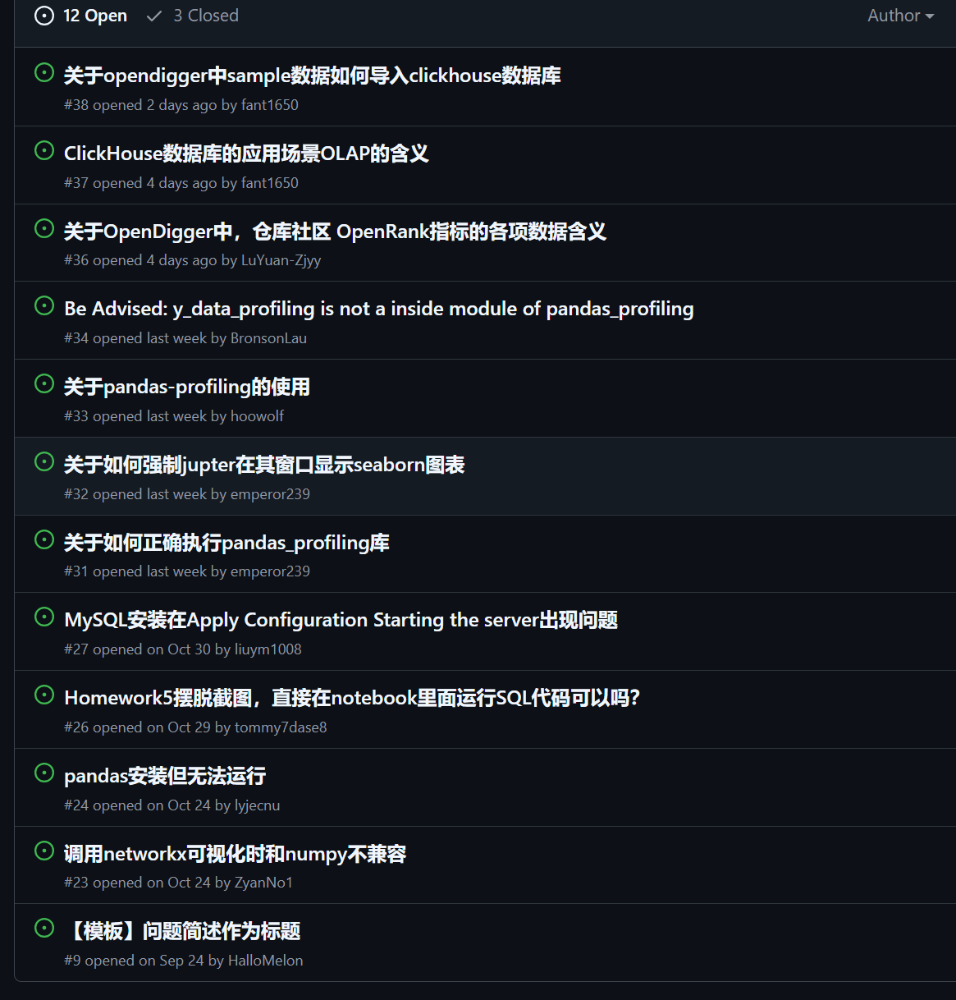 12 Open 3 Closed Author
关于opendigger中sample数据如何导入clickhouse数据库
#38 opened 2 days ago by fant1650
ClickHouse数据库的应用场景OLAP的含义
#37 opened 4 days ago by fant1650
关于OpenDigger中，仓库社区 OpenRank指标的各项数据含义
#36 opened 4 days ago by LuYuan-Zjyy
Be Advised: y_data_profiling is not a inside module of pandas_profiling
#34 opened last week by BronsonLau
关于pandas-profiling的使用
#33 opened last week by hoowolf
关于如何强制jupter在其窗口显示seaborn图表
#32 opened last week by emperor239
关于如何正确执行pandas_profiling库
#31 opened last week by emperor239
MySQL安装在Apply Configuration Starting the server出现问题
#27 opened on Oct 30 by liuym1008
Homework5摆脱截图，直接在notebook里面运行SQL代码可以吗?
#26 opened on Oct 29 by tommy7dase8
pandas安装但无法运行
#24 opened on Oct 24 by lyjecnu
调用networkx可视化时和numpy不兼容
#23 opened on Oct 24 by ZyanNo1
【模板】问题简述作为标题
#9 opened on Sep 24 by HalloMelon